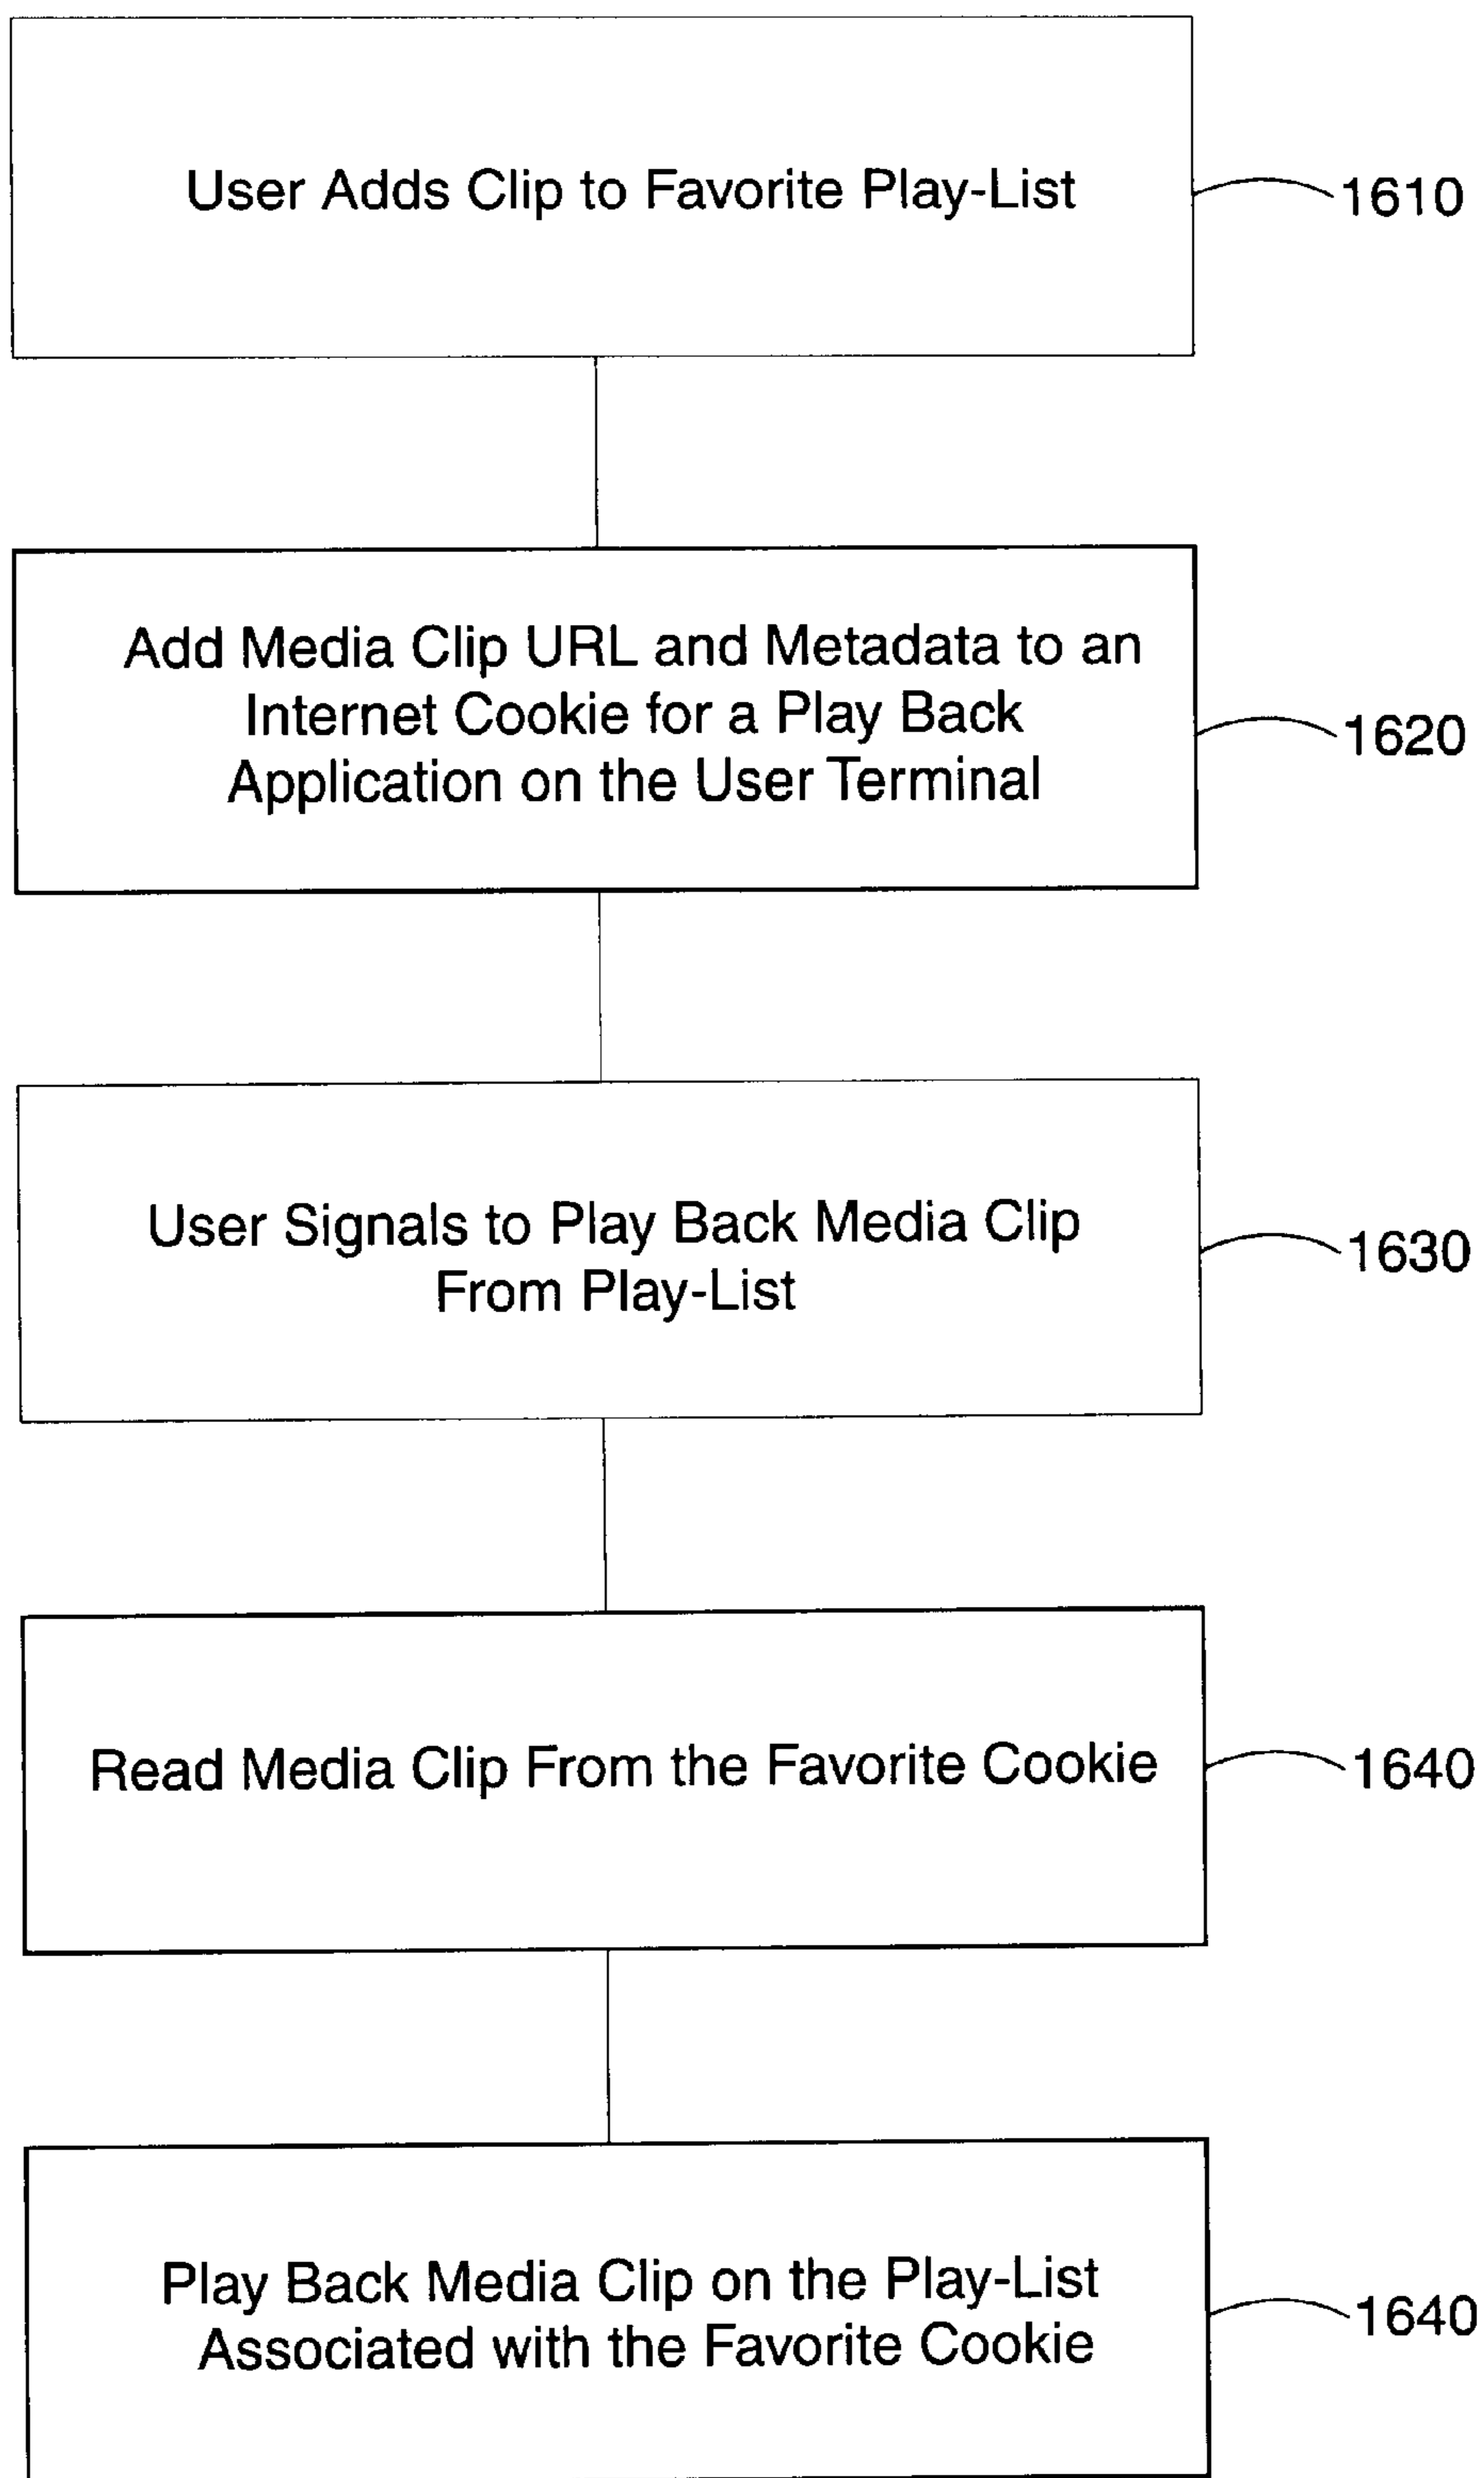 User Adds Clip to Favorite Play-List
1610
Add Media Clip URL and Metadata to an
Internet Cookie for a Play Back
Application on the User Terminal
1620
User Signals to Play Back Media Clip
From Play-List
1630
Read Media Clip From the Favorite Cookie
1640
Play Back Media Clip on the Play-List
Associated with the Favorite Cookie
1640